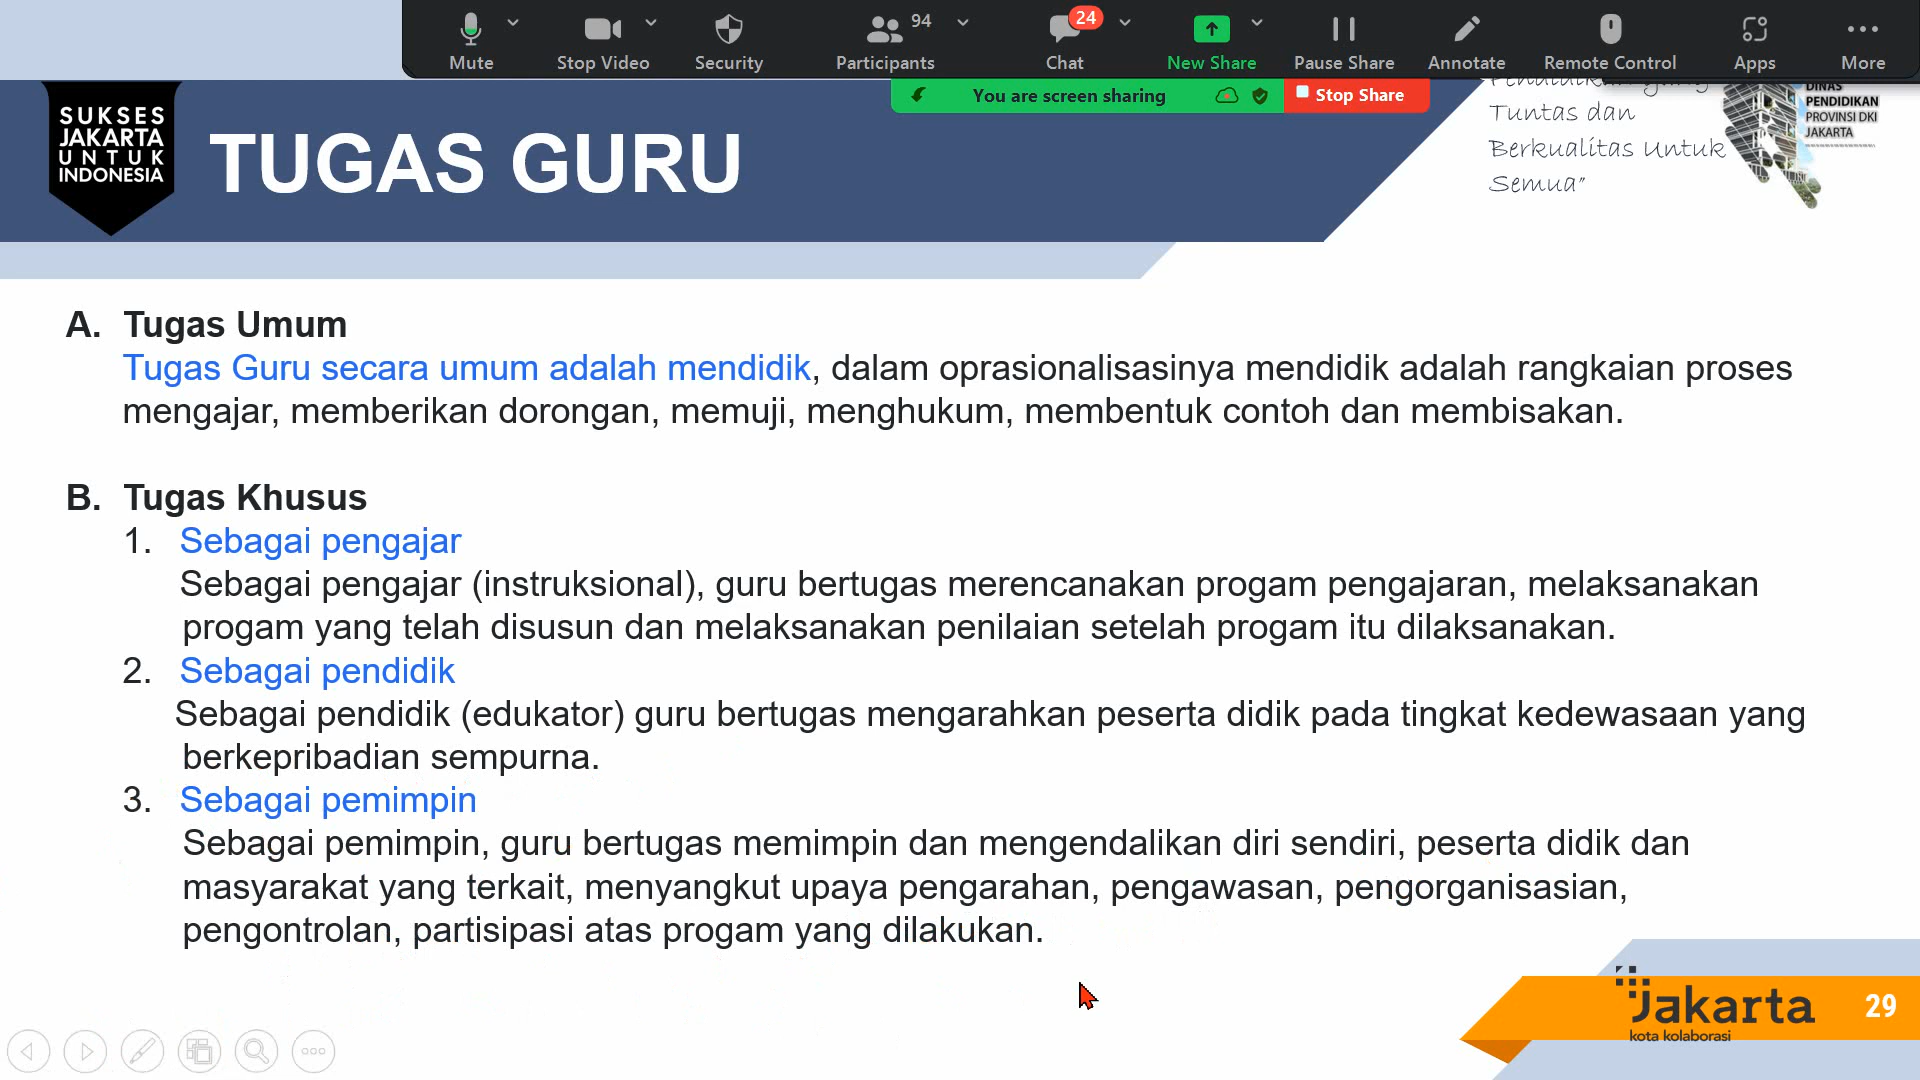 94
24
Mute
Stop Video
Security
Participants
Chat
New Share
Pause Share
Annotate
Remote Control
Apps
More
You are screen sharing
Stop Share
SUKSES
JAKARTA
UNTUK
INDONESIA
TUGAS GURU
Tuntas dan
Berkualitas Untuk
Semua"
DINAS
PENDIDIKAN
PROVINSI DKI
JAKARTA
A. Tugas Umum
Tugas Guru secara umum adalah mendidik, dalam oprasionalisasinya mendidik adalah rangkaian proses
mengajar, memberikan dorongan, memuji, menghukum, membentuk contoh dan membisakan.
B. Tugas Khusus
1. Sebagai pengajar
Sebagai pengajar (instruksional), guru bertugas merencanakan progam pengajaran, melaksanakan
progam yang telah disusun dan melaksanakan penilaian setelah progam itu dilaksanakan.
2. Sebagai pendidik
Sebagai pendidik (edukator) guru bertugas mengarahkan peserta didik pada tingkat kedewasaan yang
berkepribadian sempurna.
3. Sebagai pemimpin
Sebagai pemimpin, guru bertugas memimpin dan mengendalikan diri sendiri, peserta didik dan
masyarakat yang terkait, menyangkut upaya pengarahan, pengawasan, pengorganisasian,
pengontrolan, partisipasi atas progam yang dilakukan.
Jakarta
kota kolaborasi
29